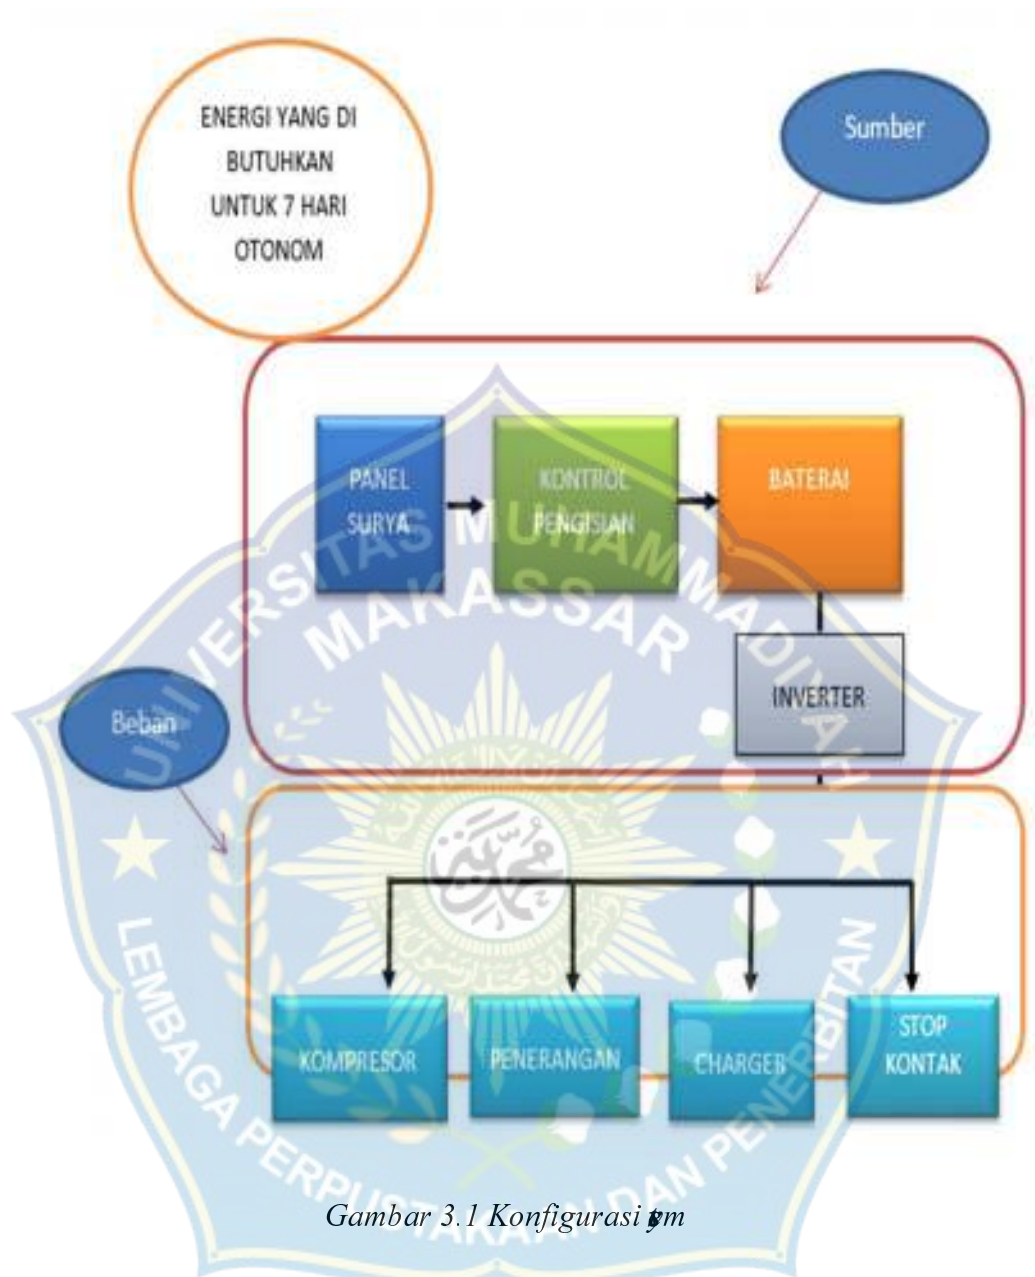 ENERGI YANG DI
BUTUHKAN
UNTUK 7 HARI
OTONOM
Sumber
PANEL
SURYA
KONTROL
PENGISIAN
BATERAI
INVERTER
Beban
KOMPRESOR
PENERANGAN
CHARGER
STOP
KONTAK
UNIVERSITAS MUHAMMADIYAH
MAKASSAR
LEMBAGA PERPUSTAKAAN DAN PENERBITAN
Gambar 3.1 Konfigurasi